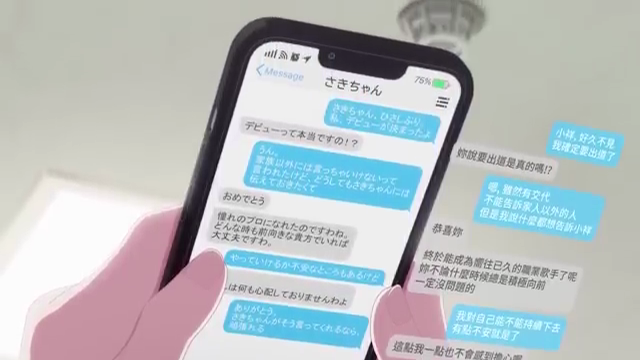 75%
Message
さきちゃん
さきちゃん、ひさしぶり。
私、デビューが決まったよ
デビューって本当ですの！？
うん。
家族以外には言っちゃいけないって
言われたけど、どうしてもさきちゃんには
伝えておきたくて
おめでとう
憧れのプロになれたのですわね。
どんな時も前向きな貴方でいれば
大丈夫ですわ。
やっていけるか不安なところもあるけど
は何も心配しておりませんわよ
ありがとう。
さきちゃんがそう言ってくれるなら、
頑張れる
小祥，好久不見
我確定要出道了
妳說要出道是真的嗎!?
嗯，雖然有交代
不能告訴家人以外的人
但是我說什麼都想告訴小祥
恭喜妳
終於能成為嚮往已久的職業歌手了呢
妳不論什麼時候總是積極向前
一定沒問題的
我對自己能不能持續下去
有點不安就是了
這點我一點也不會感到擔心喔